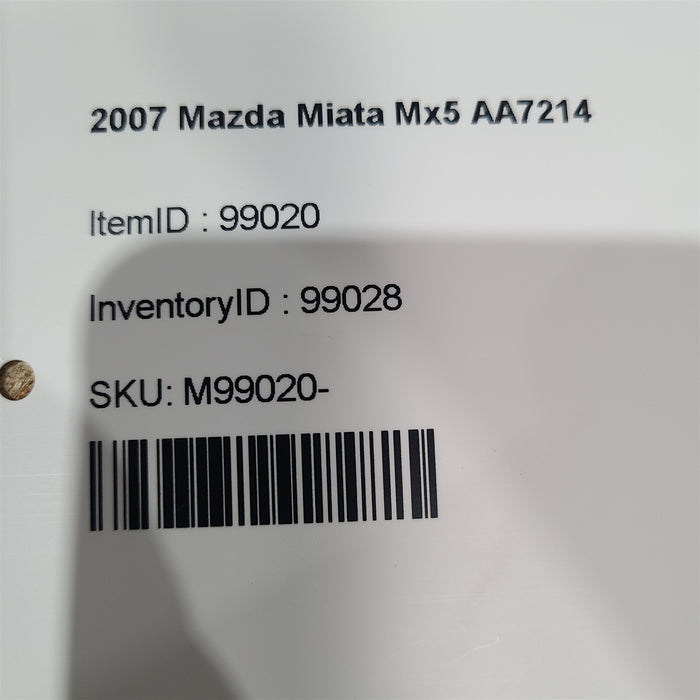 2007 Mazda Miata Mx5 AA7214
ItemID : 99020
InventoryID : 99028
SKU: M99020-